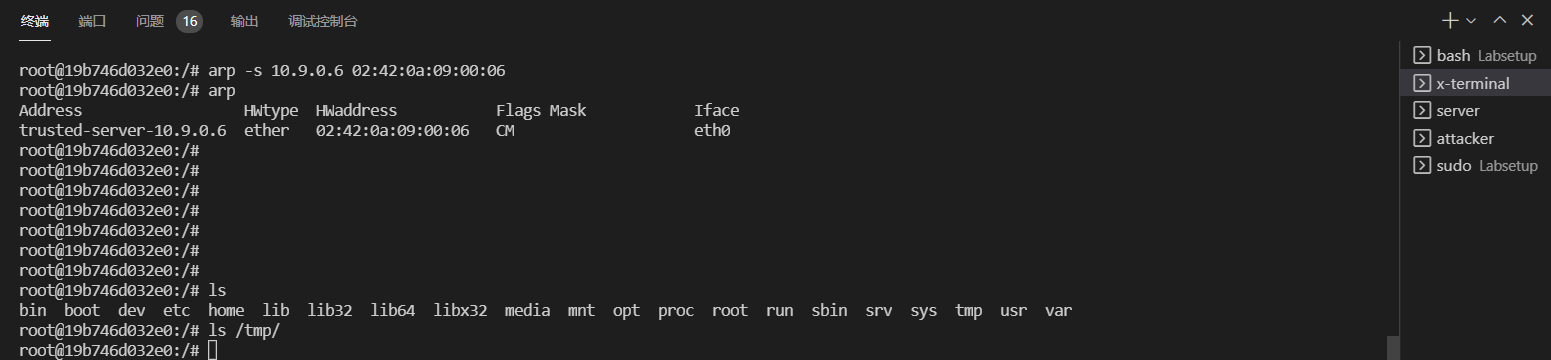 终端 端口 问题 16 输出 调试控制台
root@19b746d032e0:/# arp -s 10.9.0.6 02:42:0a:09:00:06
root@19b746d032e0:/# arp
Address HWtype HWaddress Flags Mask Iface
trusted-server-10.9.0.6 ether 02:42:0a:09:00:06 CM eth0
root@19b746d032e0:/#
root@19b746d032e0:/#
root@19b746d032e0:/#
root@19b746d032e0:/#
root@19b746d032e0:/#
root@19b746d032e0:/#
root@19b746d032e0:/#
root@19b746d032e0:/# ls
bin boot dev etc home lib lib32 lib64 libx32 media mnt opt proc root run sbin srv sys tmp usr var
root@19b746d032e0:/# ls /tmp/
root@19b746d032e0:/#
bash Labsetup
x-terminal
server
attacker
sudo Labsetup